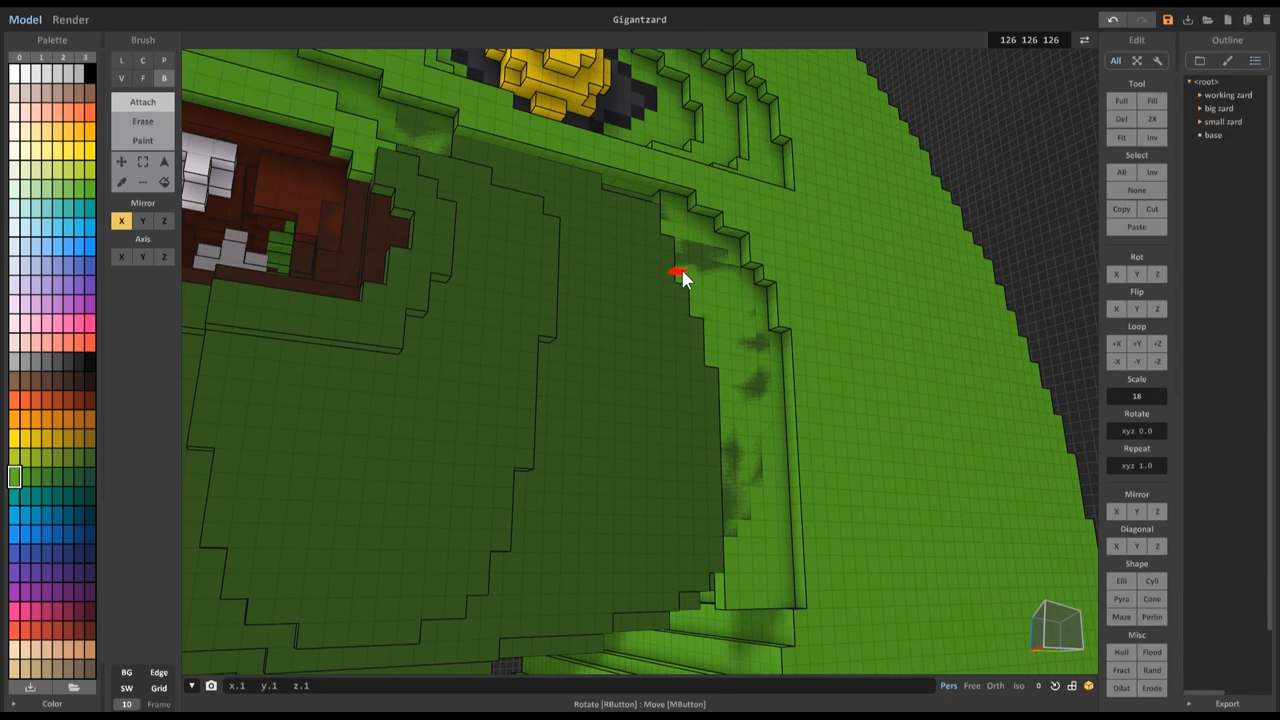 Model Render
Gigantzard
Palette
Brush
126 126 126
Edit
Outline
0 1 2 3
L C P
V F B
All
<root>
working zard
big zard
small zard
base
Attach
Erase
Paint
Tool
Full Fill
Del 2X
Fit Inv
Select
All Inv
None
Copy Cut
Paste
Mirror
X Y Z
Axis
X Y Z
Rot
X Y Z
Flip
X Y Z
Loop
+X +Y +Z
-X -Y -Z
Scale
18
Rotate
xyz 0.0
Repeat
xyz 1.0
Mirror
X Y Z
Diagonal
X Y Z
Shape
Elli Cyli
Pyra Cone
Maze Perlin
Misc
Hull Flood
Fract Rand
Dilat Erode
BG Edge
SW Grid
10 Frame
x.1 y.1 z.1
Pers Free Orth Iso 0
Color
Rotate [RButton] : Move [MButton]
Export